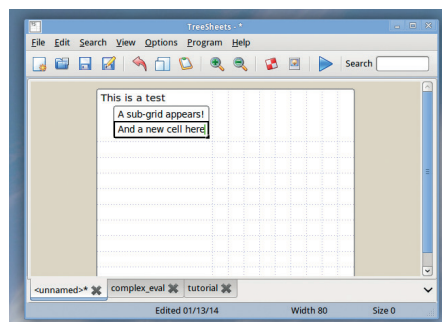 TreeSheets - *
File Edit Search View Options Program Help
Search
This is a test
A sub-grid appears!
And a new cell here
<unnamed>* complex_eval tutorial
Edited 01/13/14 Width 80 Size 0